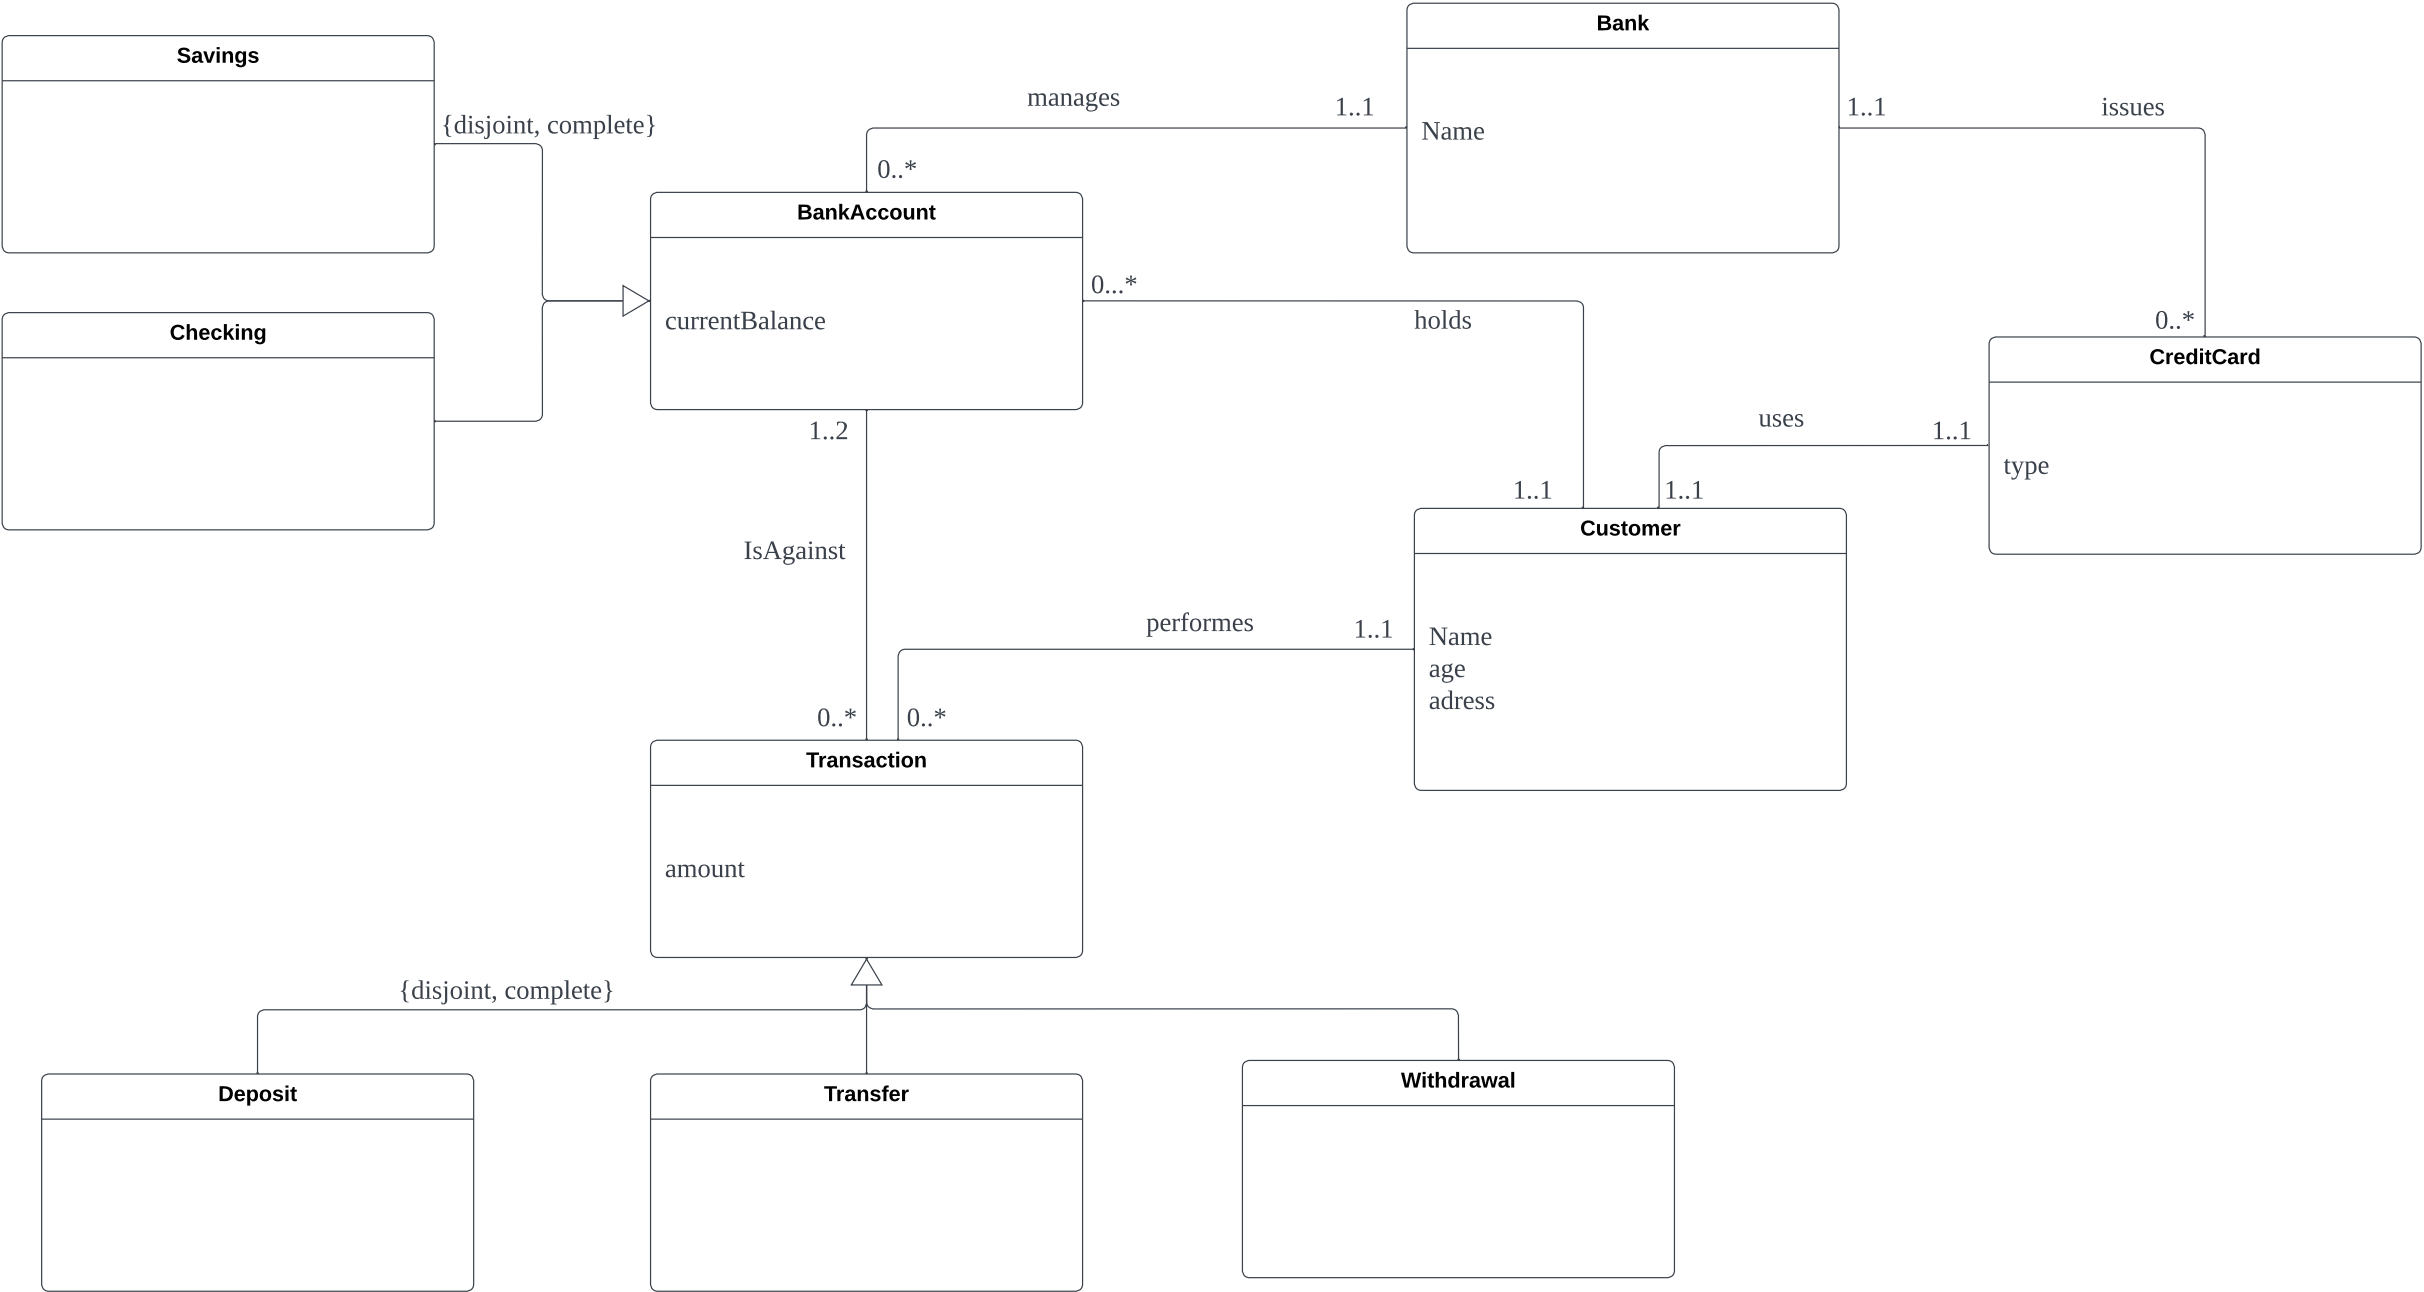 Bank
Savings
manages
1..1
1..1
issues
{disjoint, complete}
Name
0..*
BankAccount
0...*
holds
currentBalance
Checking
0..*
CreditCard
uses
1..1
1..2
type
1..1
1..1
Customer
IsAgainst
performes
1..1
Name
age
adress
0..*
0..*
Transaction
amount
{disjoint, complete}
Deposit
Transfer
Withdrawal